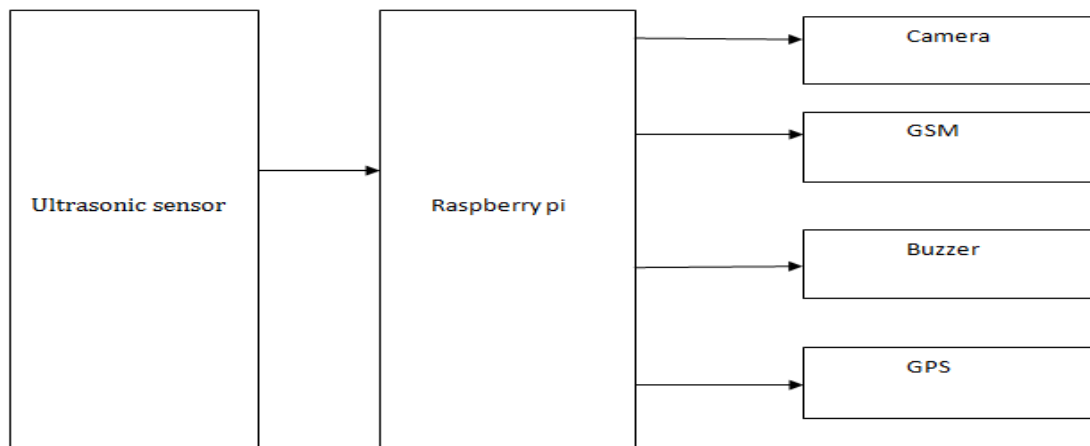 Ultrasonic sensor
Raspberry pi
Camera
GSM
Buzzer
GPS